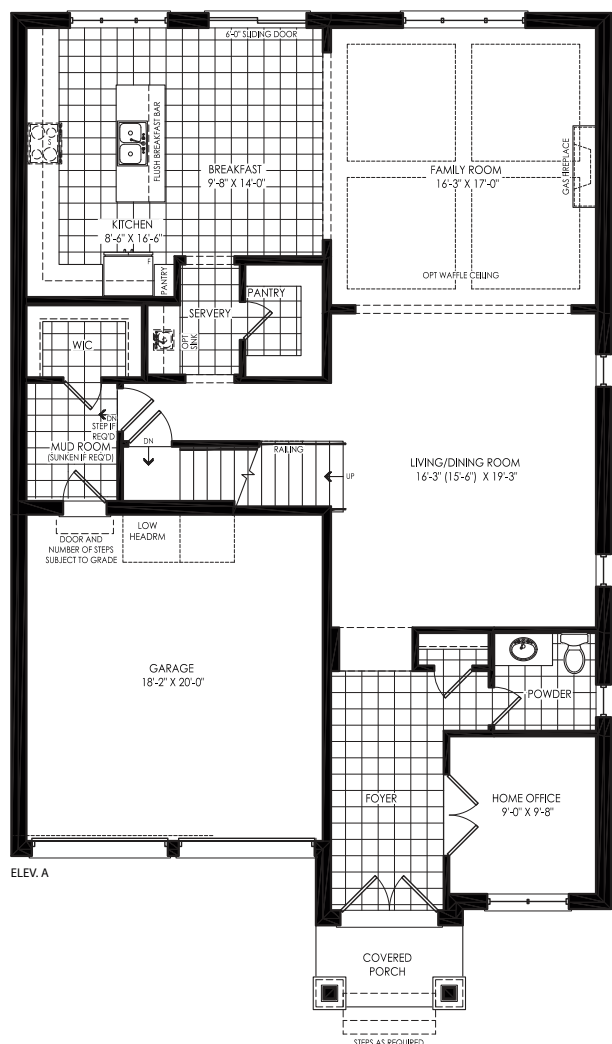 6'-0" SLIDING DOOR
FLUSH BREAKFAST BAR
BREAKFAST
9'-8" X 14'-0"
FAMILY ROOM
16'-3" X 17'-0"
GAS FIREPLACE
KITCHEN
8'-6" X 16'-6"
F
PANTRY
OPT WAFFLE CEILING
PANTRY
SERVERY
OPT
SINK
WIC
DN
STEP IF
REQ'D
MUD ROOM
(SUNKEN IF REQ'D)
DN
RAILING
UP
LIVING/DINING ROOM
16'-3" (15'-6") X 19'-3"
DOOR AND
NUMBER OF STEPS
SUBJECT TO GRADE
LOW
HEADRM
GARAGE
18'-2" X 20'-0"
POWDER
FOYER
HOME OFFICE
9'-0" X 9'-8"
ELEV. A
COVERED
PORCH
STEPS AS REQUIRED